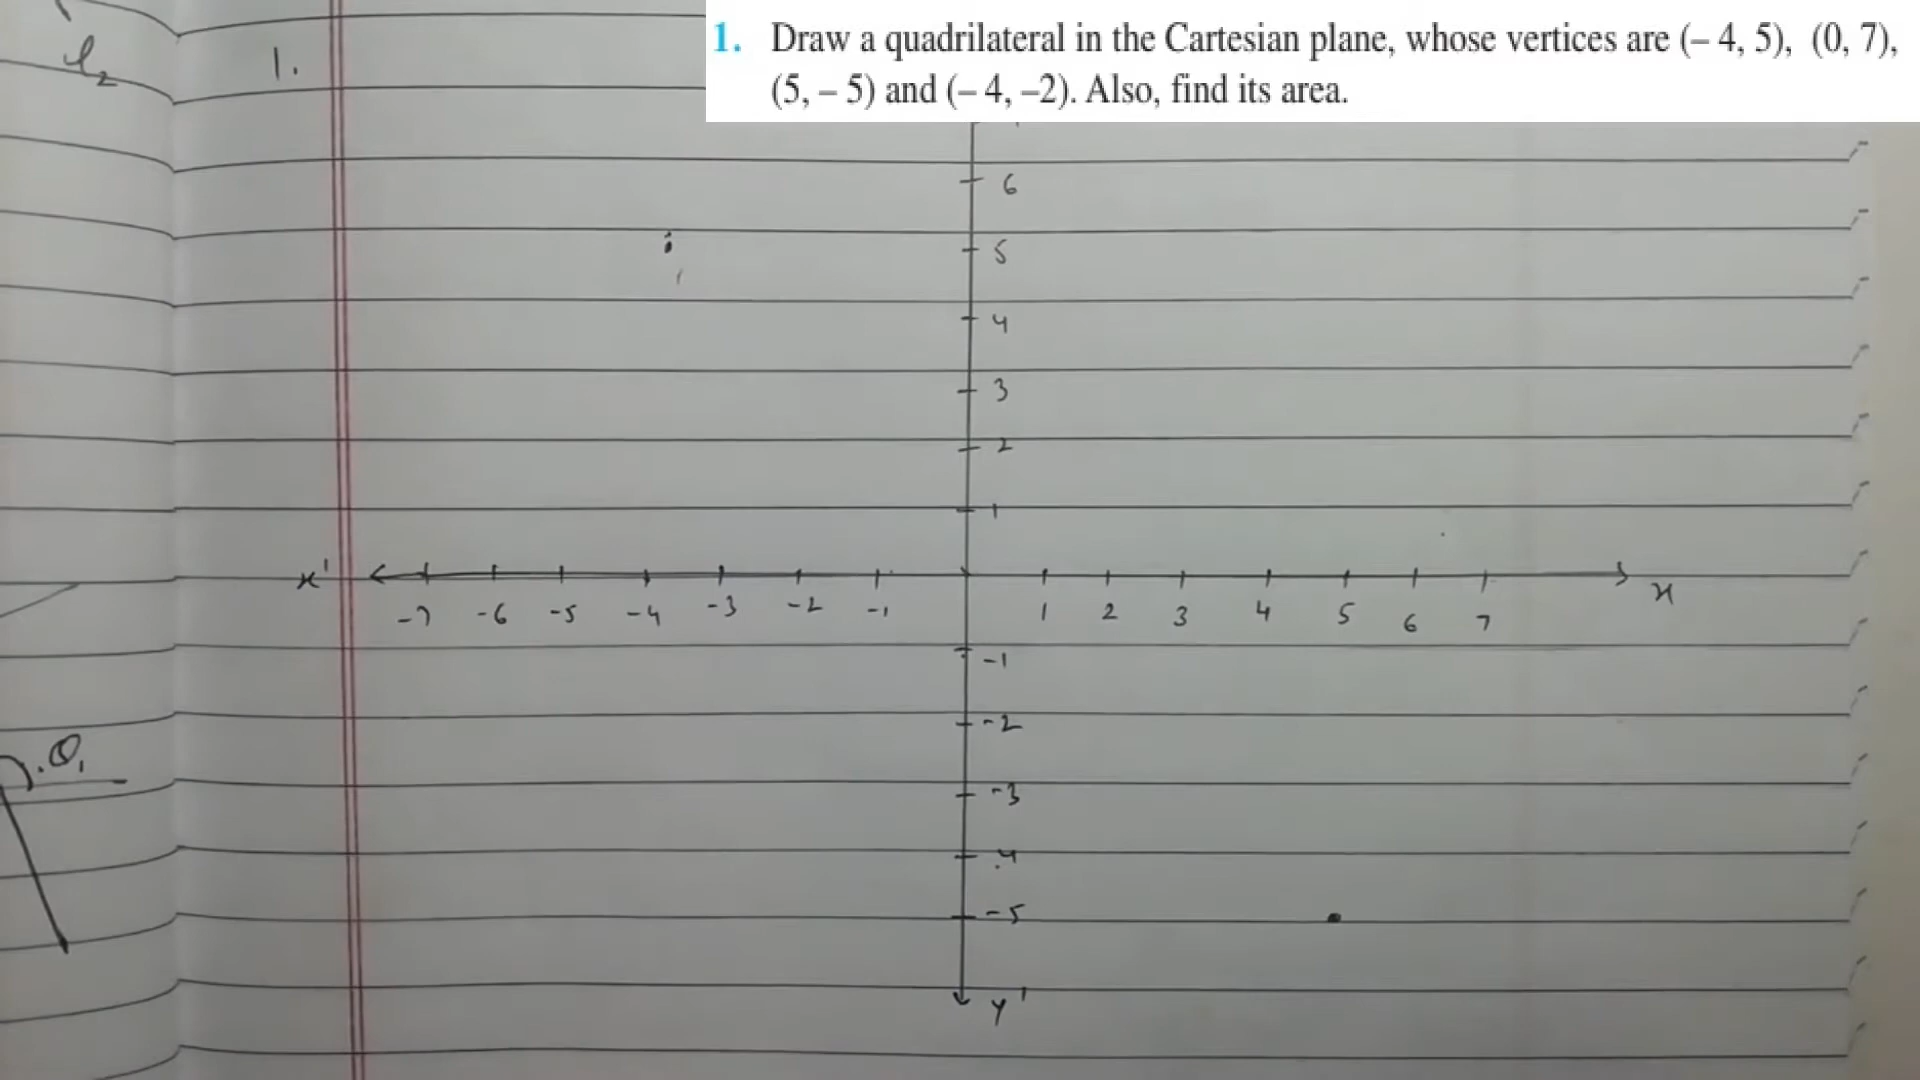 1. Draw a quadrilateral in the Cartesian plane, whose vertices are (– 4, 5), (0, 7),
(5, – 5) and (– 4, –2). Also, find its area.
l₂
1.
6
5
4
3
2
1
x' -7 -6 -5 -4 -3 -2 -1 1 2 3 4 5 6 7 x
-1
-2
-3
-4
-5
y'